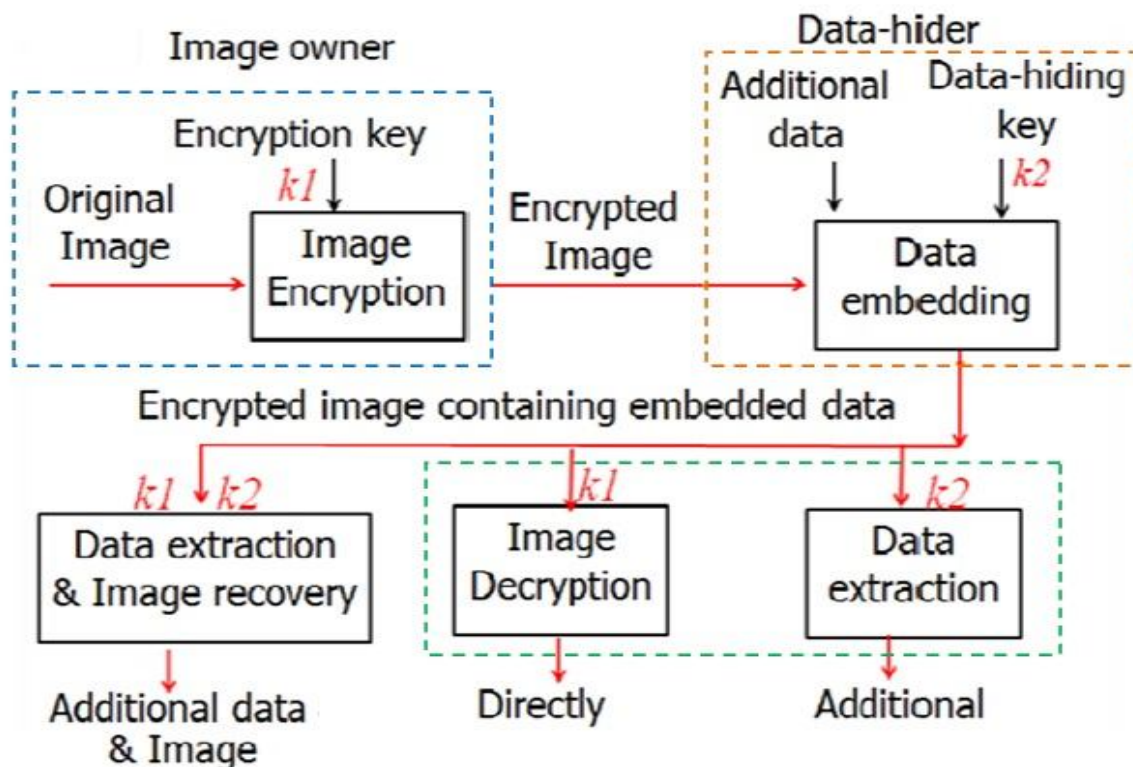 Image owner
Data-hider
Encryption key
k1
Original
Image
Image
Encryption
Encrypted
Image
Additional
data
Data-hiding
key
k2
Data
embedding
Encrypted image containing embedded data
k1 k2
Data extraction
& Image recovery
Additional data
& Image
k1
Image
Decryption
Directly
k2
Data
extraction
Additional